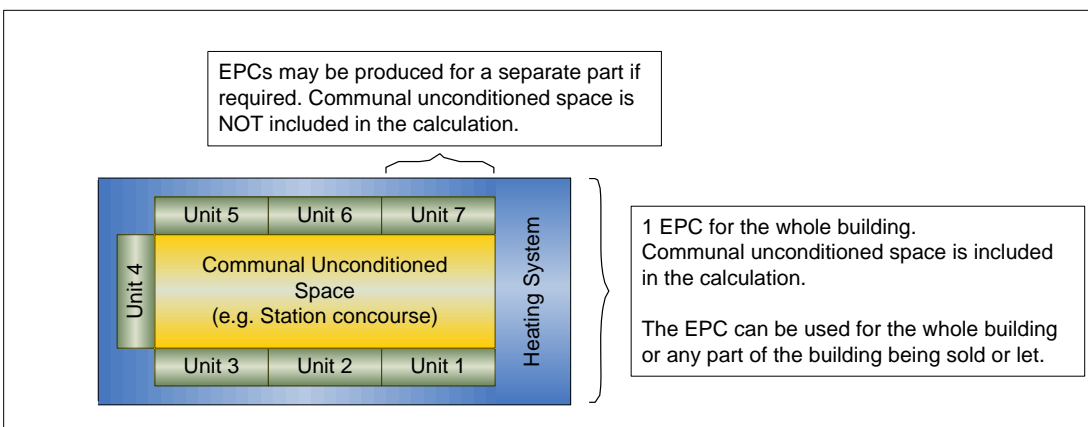 EPCs may be produced for a separate part if
required. Communal unconditioned space is
NOT included in the calculation.
Unit 5
Unit 6
Unit 7
Unit 4
Communal Unconditioned
Space
(e.g. Station concourse)
Heating System
Unit 3
Unit 2
Unit 1
1 EPC for the whole building.
Communal unconditioned space is included
in the calculation.
The EPC can be used for the whole building
or any part of the building being sold or let.